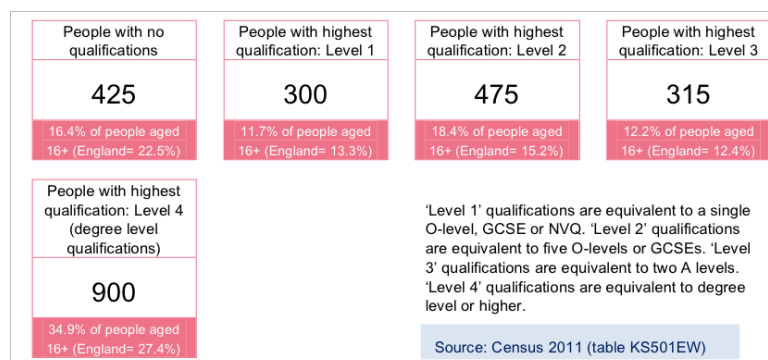 People with no
qualifications
425
16.4% of people aged
16+ (England= 22.5%)
People with highest
qualification: Level 1
300
11.7% of people aged
16+ (England= 13.3%)
People with highest
qualification: Level 2
475
18.4% of people aged
16+ (England= 15.2%)
People with highest
qualification: Level 3
315
12.2% of people aged
16+ (England= 12.4%)
People with highest
qualification: Level 4
(degree level
qualifications)
900
34.9% of people aged
16+ (England= 27.4%)
‘Level 1’ qualifications are equivalent to a single
O-level, GCSE or NVQ. ‘Level 2’ qualifications
are equivalent to five O-levels or GCSEs. ‘Level
3’ qualifications are equivalent to two A levels.
‘Level 4’ qualifications are equivalent to degree
level or higher.
Source: Census 2011 (table KS501EW)